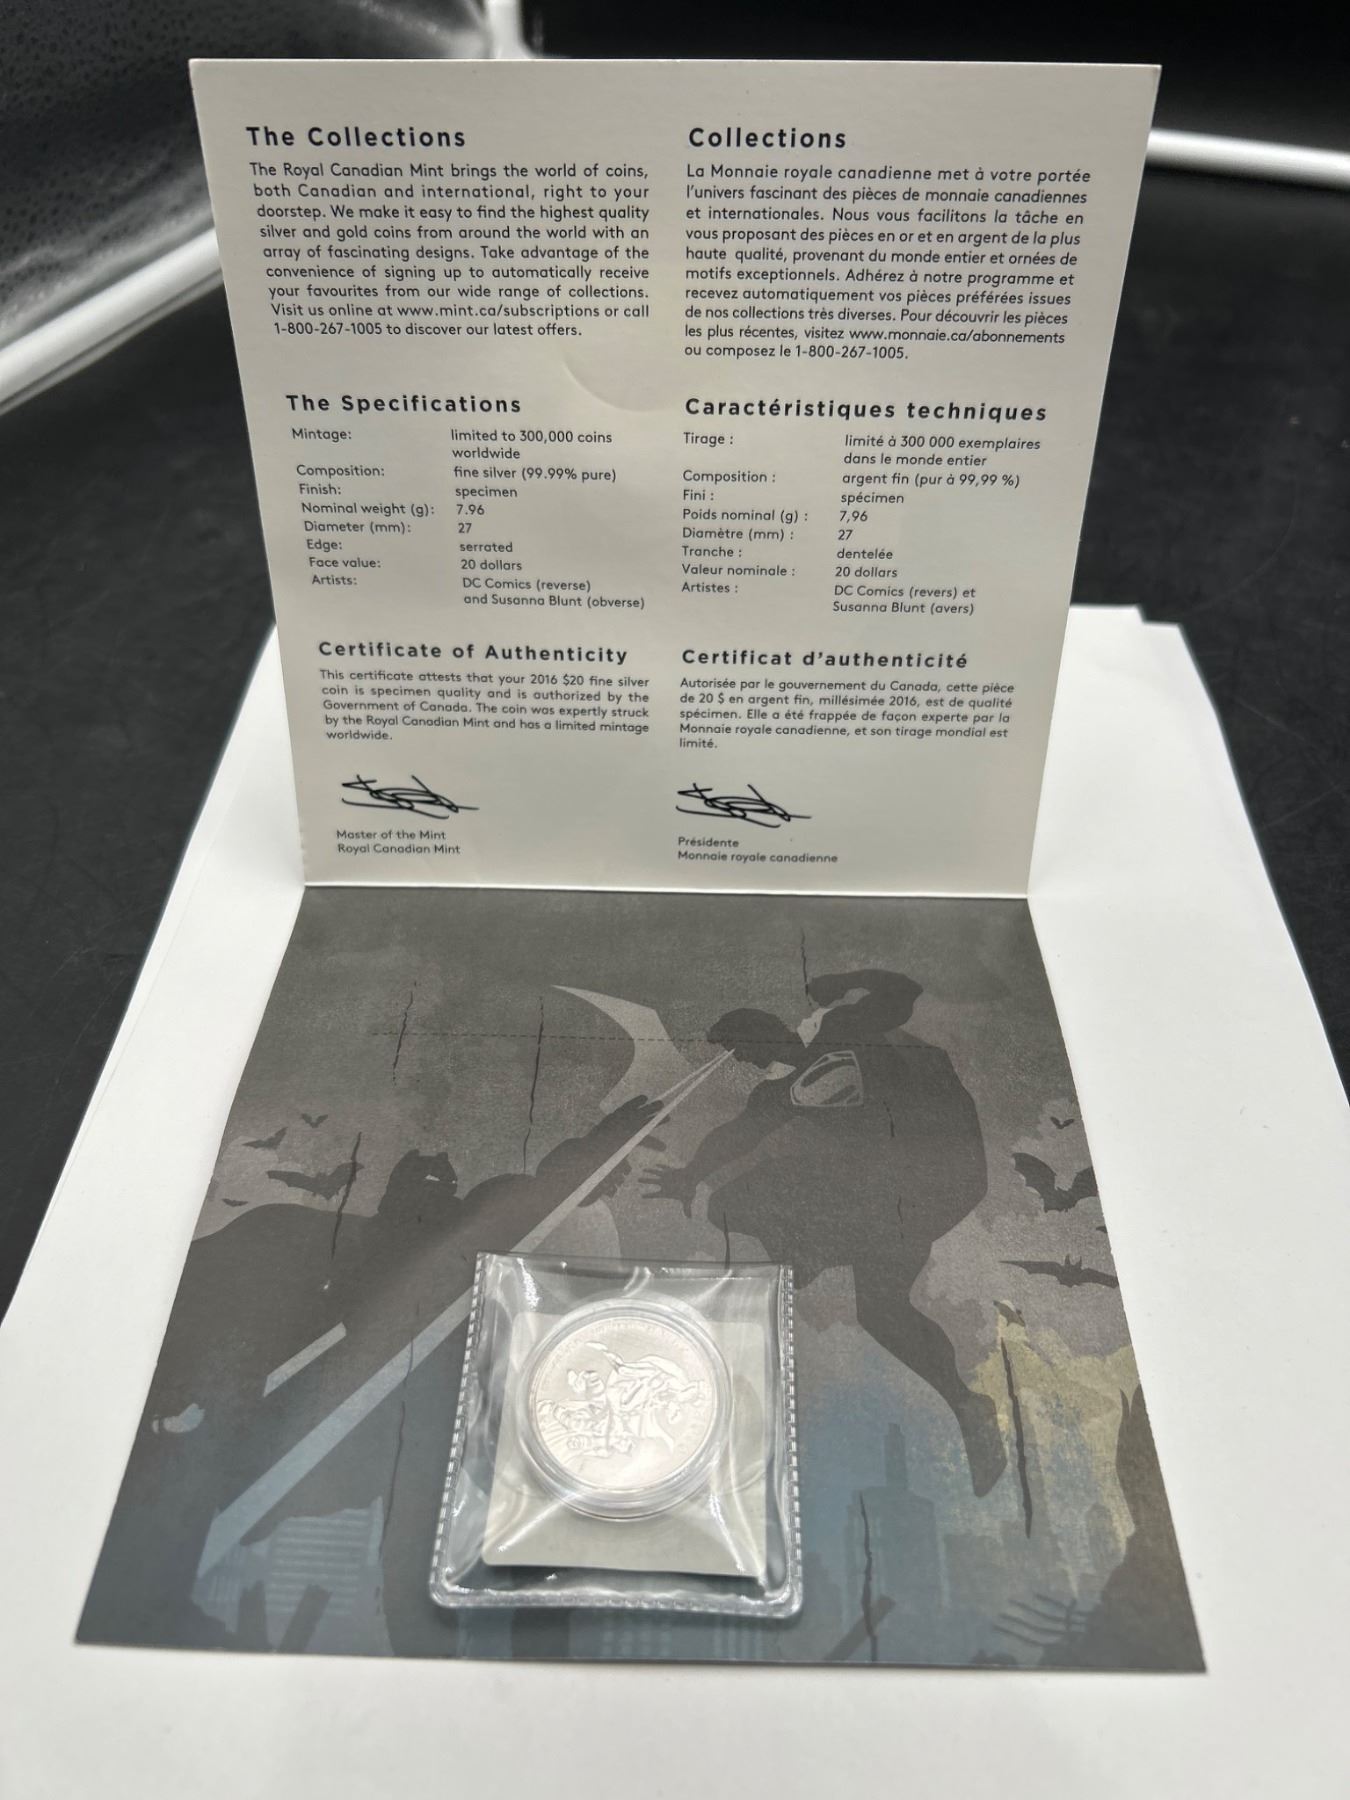 The Collections
The Royal Canadian Mint brings the world of coins,
both Canadian and international, right to your
doorstep. We make it easy to find the highest quality
silver and gold coins from around the world with an
array of fascinating designs. Take advantage of the
convenience of signing up to automatically receive
your favourites from our wide range of collections.
Visit us online at www.mint.ca/subscriptions or call
1-800-267-1005 to discover our latest offers.
The Specifications
Mintage: limited to 300,000 coins
worldwide
Composition: fine silver (99.99% pure)
Finish: specimen
Nominal weight (g): 7.96
Diameter (mm): 27
Edge: serrated
Face value: 20 dollars
Artists: DC Comics (reverse)
and Susanna Blunt (obverse)
Certificate of Authenticity
This certificate attests that your 2016 $20 fine silver
coin is specimen quality and is authorized by the
Government of Canada. The coin was expertly struck
by the Royal Canadian Mint and has a limited mintage
worldwide.
Master of the Mint
Royal Canadian Mint
Collections
La Monnaie royale canadienne met à votre portée
l'univers fascinant des pièces de monnaie canadiennes
et internationales. Nous vous facilitons la tâche en
vous proposant des pièces en or et en argent de la plus
haute qualité, provenant du monde entier et ornées de
motifs exceptionnels. Adhérez à notre programme et
recevez automatiquement vos pièces préférées issues
de nos collections très diverses. Pour découvrir les pièces
les plus récentes, visitez www.monnaie.ca/abonnements
ou composez le 1-800-267-1005.
Caractéristiques techniques
Tirage : limité à 300 000 exemplaires
dans le monde entier
Composition : argent fin (pur à 99,99 %)
Fini : spécimen
Poids nominal (g) : 7,96
Diamètre (mm) : 27
Tranche : dentelée
Valeur nominale : 20 dollars
Artistes : DC Comics (revers) et
Susanna Blunt (avers)
Certificat d'authenticité
Autorisée par le gouvernement du Canada, cette pièce
de 20 $ en argent fin, millésimée 2016, est de qualité
spécimen. Elle a été frappée de façon experte par la
Monnaie royale canadienne, et son tirage mondial est
limité.
Présidente
Monnaie royale canadienne